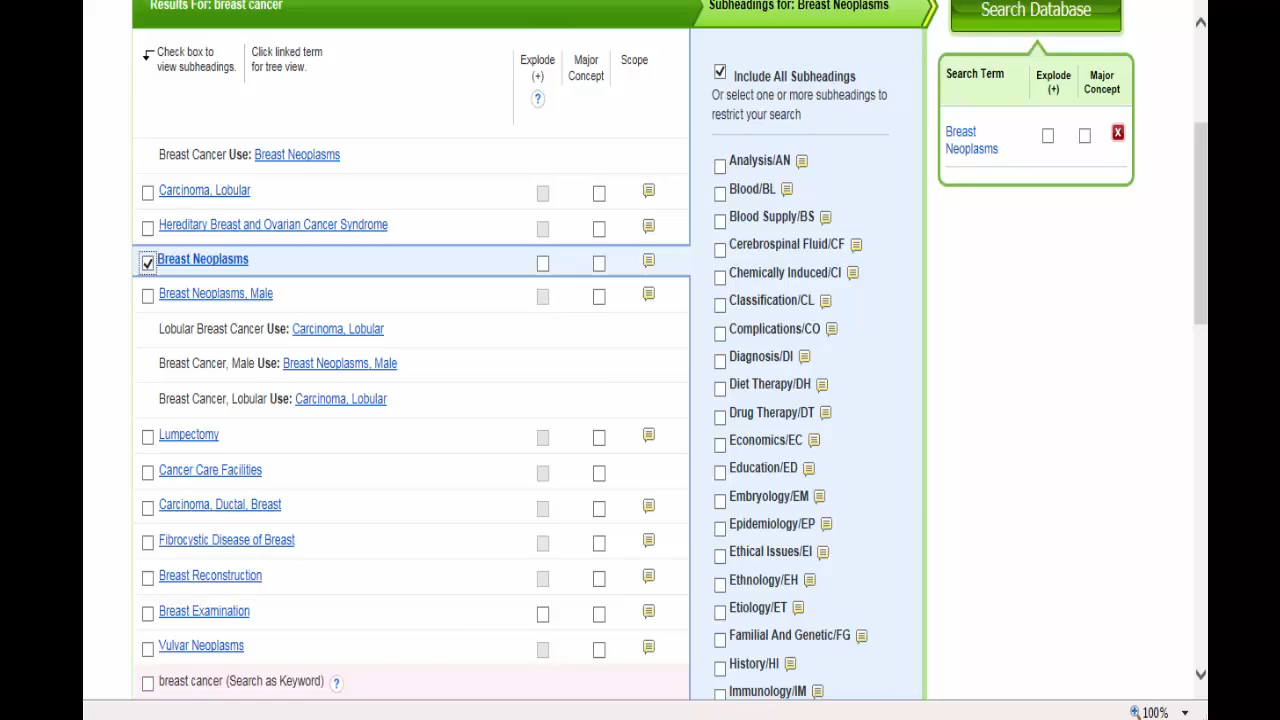 Results For: breast cancer
Subheadings for: Breast Neoplasms
Search Database
Check box to
view subheadings.
Click linked term
for tree view.
Explode
(+)
?
Major
Concept
Scope
Breast Cancer Use: Breast Neoplasms
Carcinoma, Lobular
Hereditary Breast and Ovarian Cancer Syndrome
Breast Neoplasms
Breast Neoplasms, Male
Lobular Breast Cancer Use: Carcinoma, Lobular
Breast Cancer, Male Use: Breast Neoplasms, Male
Breast Cancer, Lobular Use: Carcinoma, Lobular
Lumpectomy
Cancer Care Facilities
Carcinoma, Ductal, Breast
Fibrocystic Disease of Breast
Breast Reconstruction
Breast Examination
Vulvar Neoplasms
breast cancer (Search as Keyword) ?
Include All Subheadings
Or select one or more subheadings to
restrict your search
Analysis/AN
Blood/BL
Blood Supply/BS
Cerebrospinal Fluid/CF
Chemically Induced/CI
Classification/CL
Complications/CO
Diagnosis/DI
Diet Therapy/DH
Drug Therapy/DT
Economics/EC
Education/ED
Embryology/EM
Epidemiology/EP
Ethical Issues/EI
Ethnology/EH
Etiology/ET
Familial And Genetic/FG
History/HI
Immunology/IM
Search Term
Explode
(+)
Major
Concept
Breast
Neoplasms
X
100%